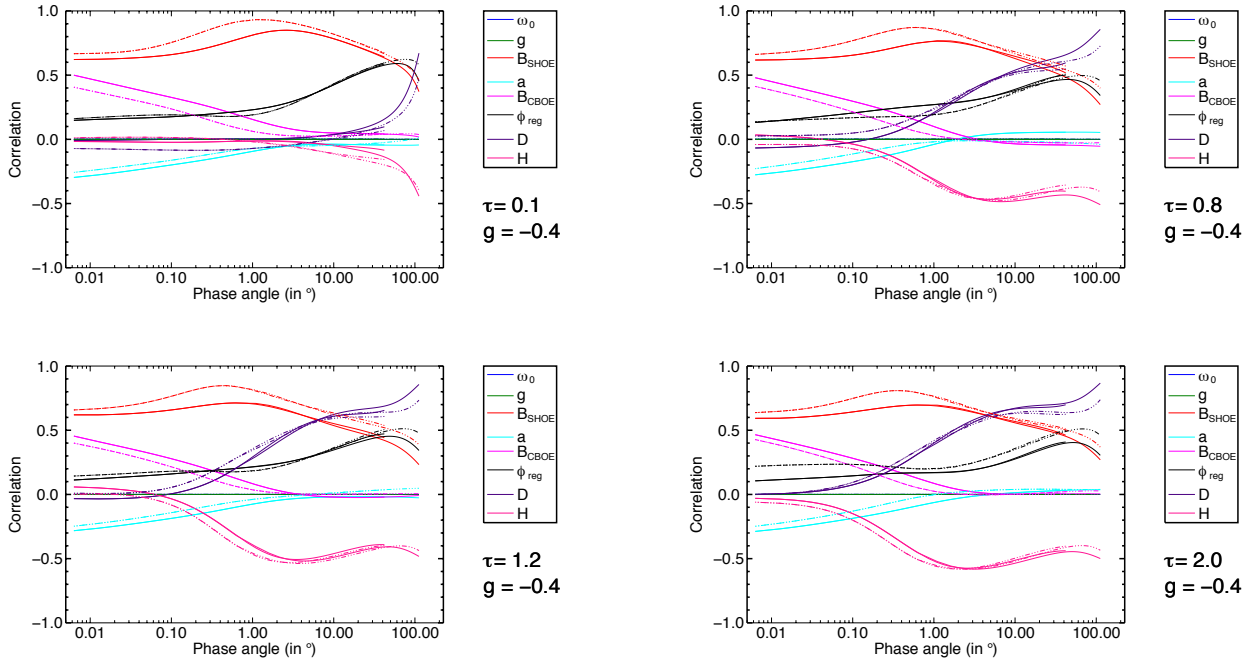 1.0
0.5
0.0
−0.5
−1.0
Correlation
0.01 0.10 1.00 10.00 100.00
Phase angle (in °)
ω0
g
BSHOE
a
BCBOE
ϕreg
D
H
τ= 0.1
g = −0.4
1.0
0.5
0.0
−0.5
−1.0
Correlation
0.01 0.10 1.00 10.00 100.00
Phase angle (in °)
ω0
g
BSHOE
a
BCBOE
ϕreg
D
H
τ= 0.8
g = −0.4
1.0
0.5
0.0
−0.5
−1.0
Correlation
0.01 0.10 1.00 10.00 100.00
Phase angle (in °)
ω0
g
BSHOE
a
BCBOE
ϕreg
D
H
τ= 1.2
g = −0.4
1.0
0.5
0.0
−0.5
−1.0
Correlation
0.01 0.10 1.00 10.00 100.00
Phase angle (in °)
ω0
g
BSHOE
a
BCBOE
ϕreg
D
H
τ= 2.0
g = −0.4